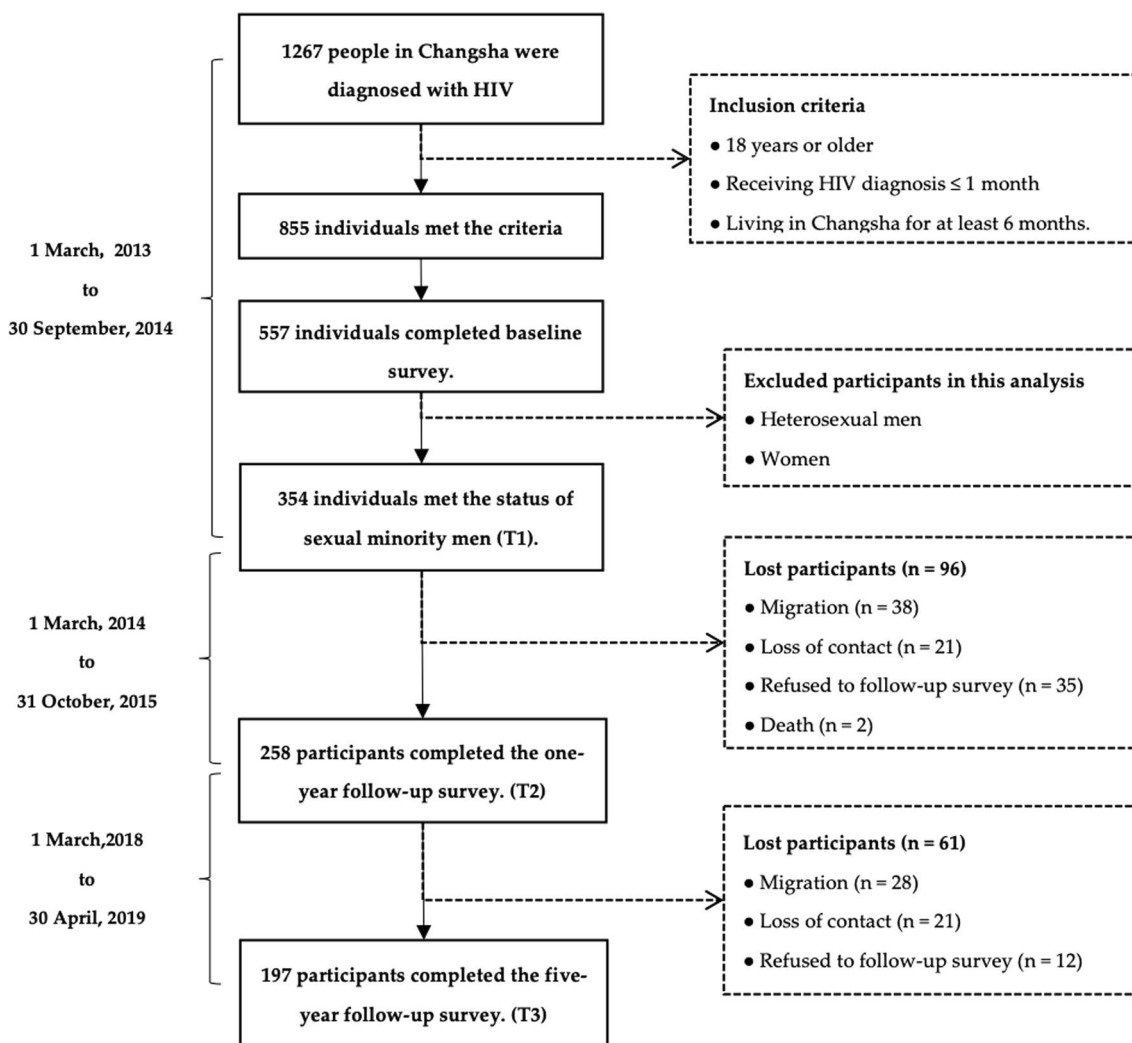 1267 people in Changsha were
diagnosed with HIV
Inclusion criteria
● 18 years or older
● Receiving HIV diagnosis ≤ 1 month
● Living in Changsha for at least 6 months.
855 individuals met the criteria
1 March, 2013
to
30 September, 2014
557 individuals completed baseline
survey.
Excluded participants in this analysis
● Heterosexual men
● Women
354 individuals met the status of
sexual minority men (T1).
Lost participants (n = 96)
● Migration (n = 38)
● Loss of contact (n = 21)
● Refused to follow-up survey (n = 35)
● Death (n = 2)
1 March, 2014
to
31 October, 2015
258 participants completed the one-
year follow-up survey. (T2)
Lost participants (n = 61)
● Migration (n = 28)
● Loss of contact (n = 21)
● Refused to follow-up survey (n = 12)
1 March,2018
to
30 April, 2019
197 participants completed the five-
year follow-up survey. (T3)